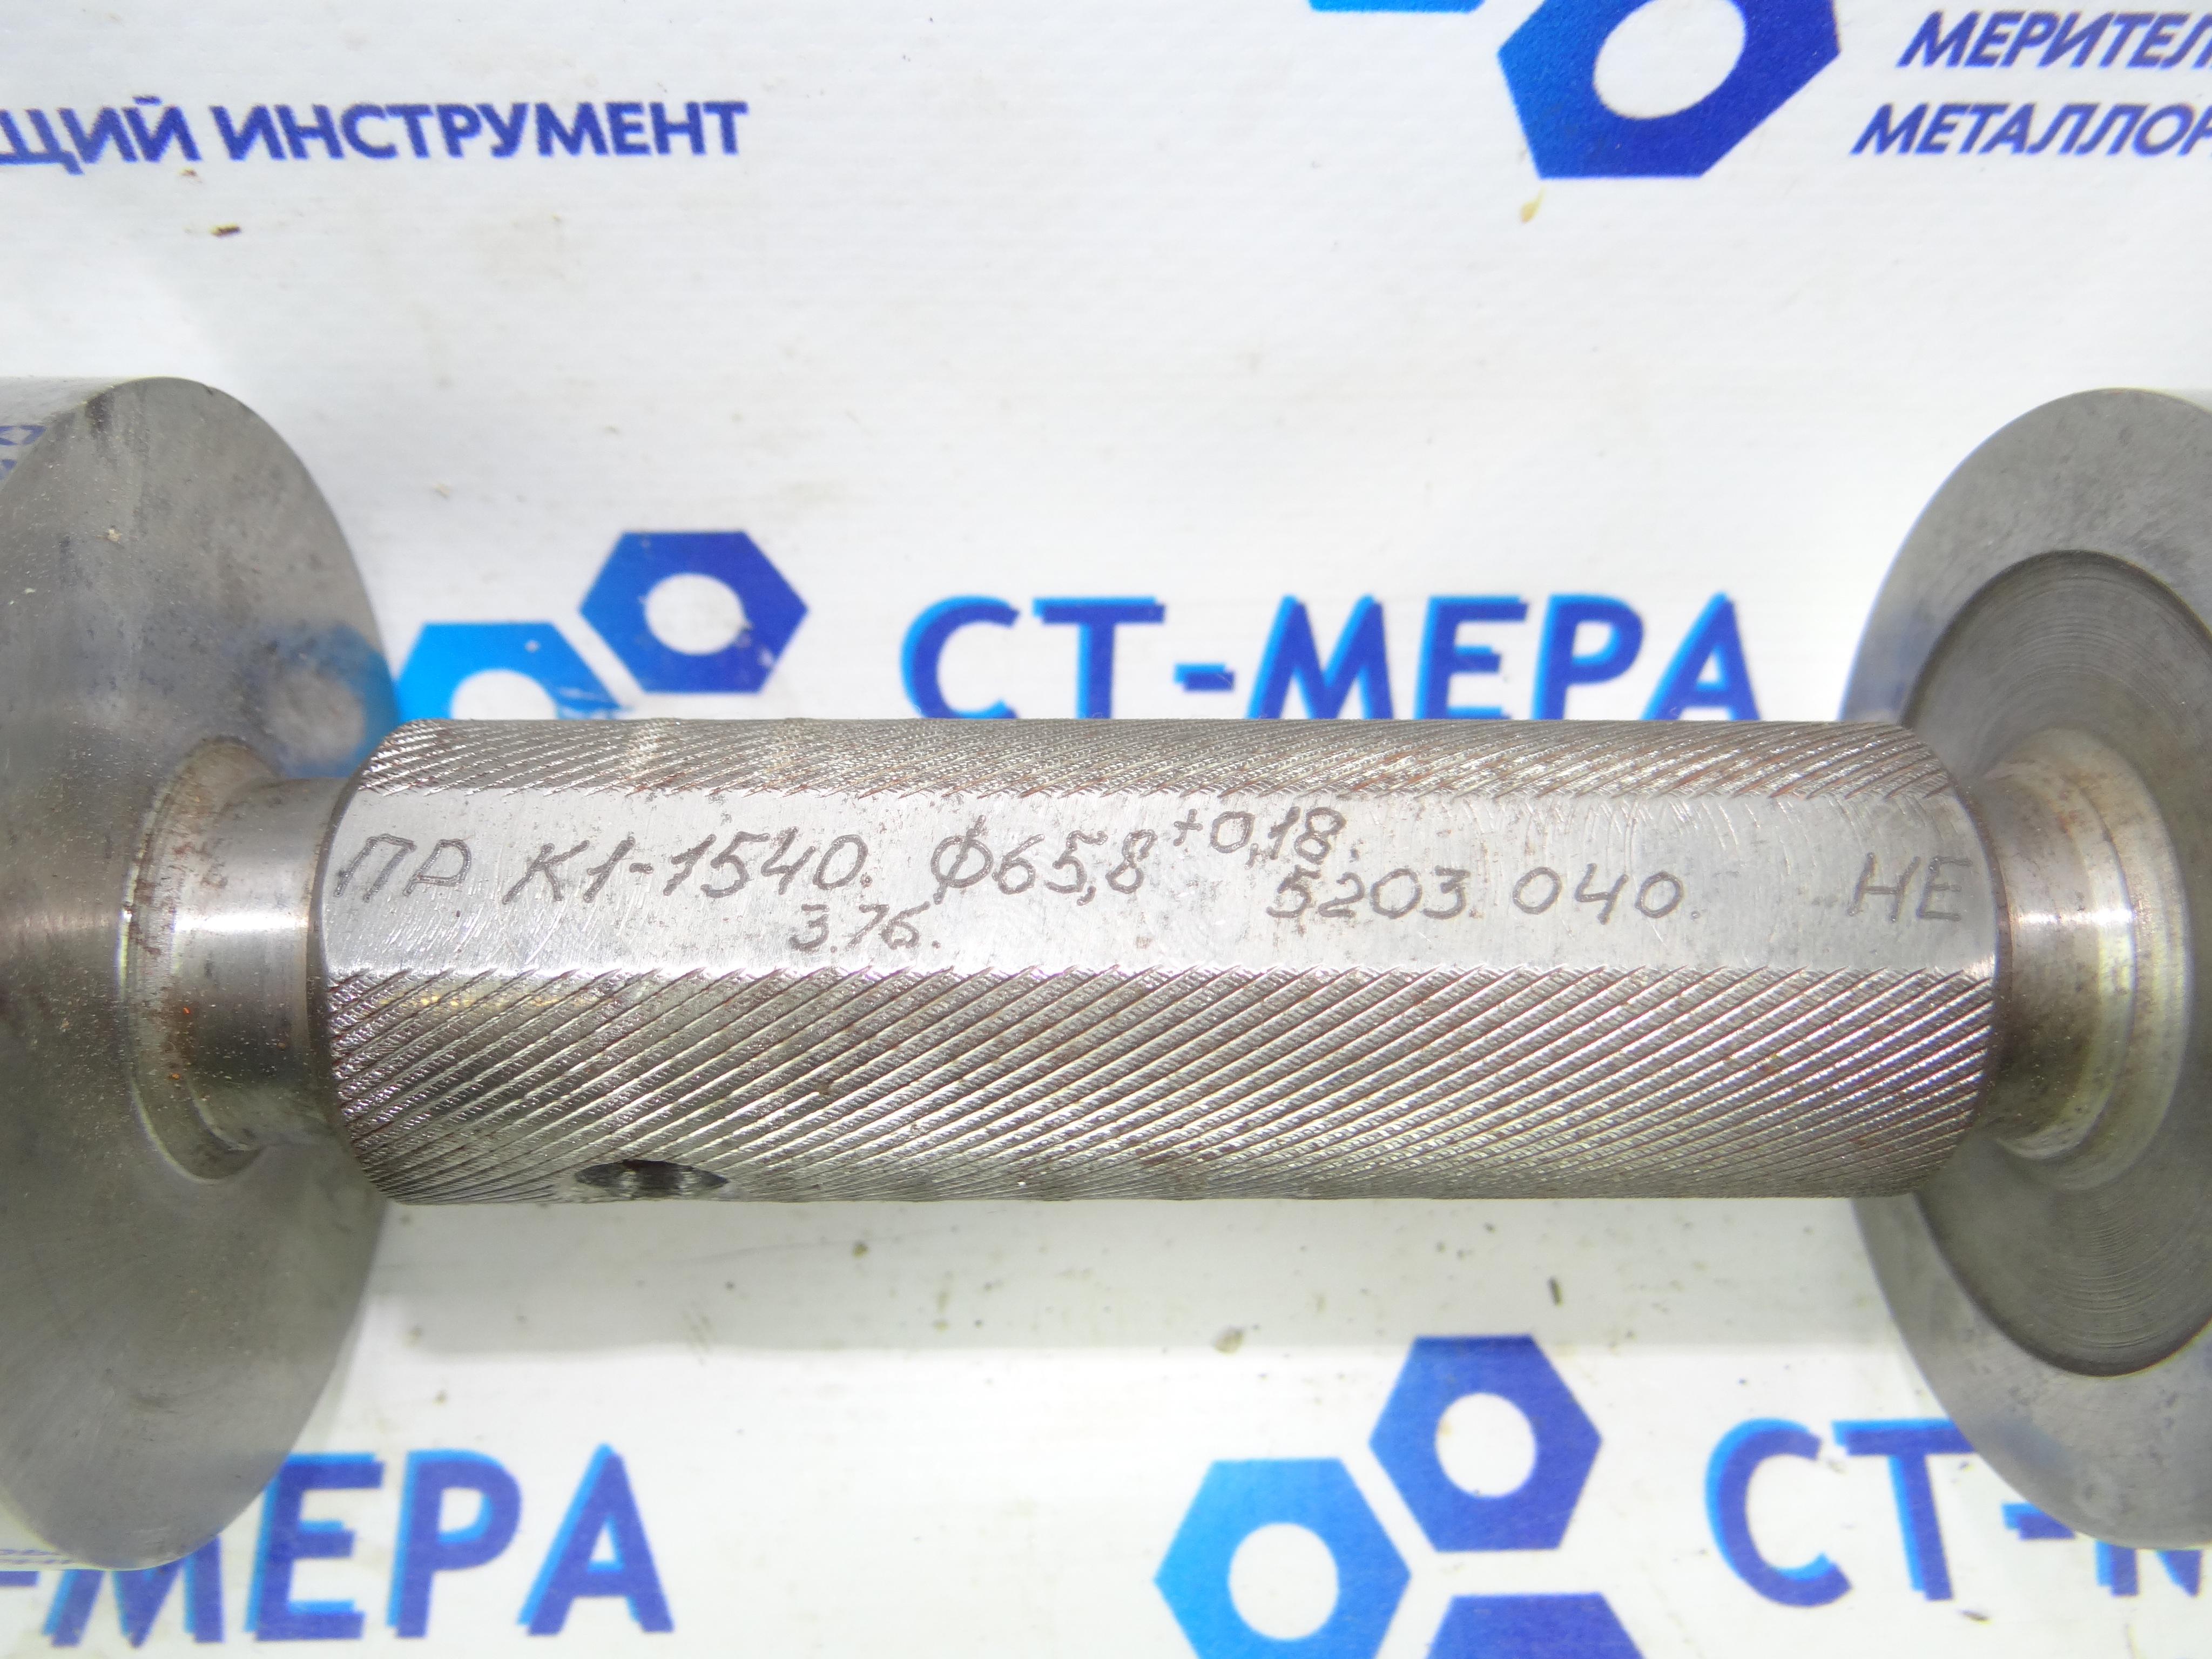 МЕРИТЕЛ
ЩИЙ ИНСТРУМЕНТ
МЕТАЛЛОР
СТ-МЕРА
ПР К1-1540. Ф65,8 +0,18. НЕ
5203 040.
3.76.
-МЕРА
СТ-М